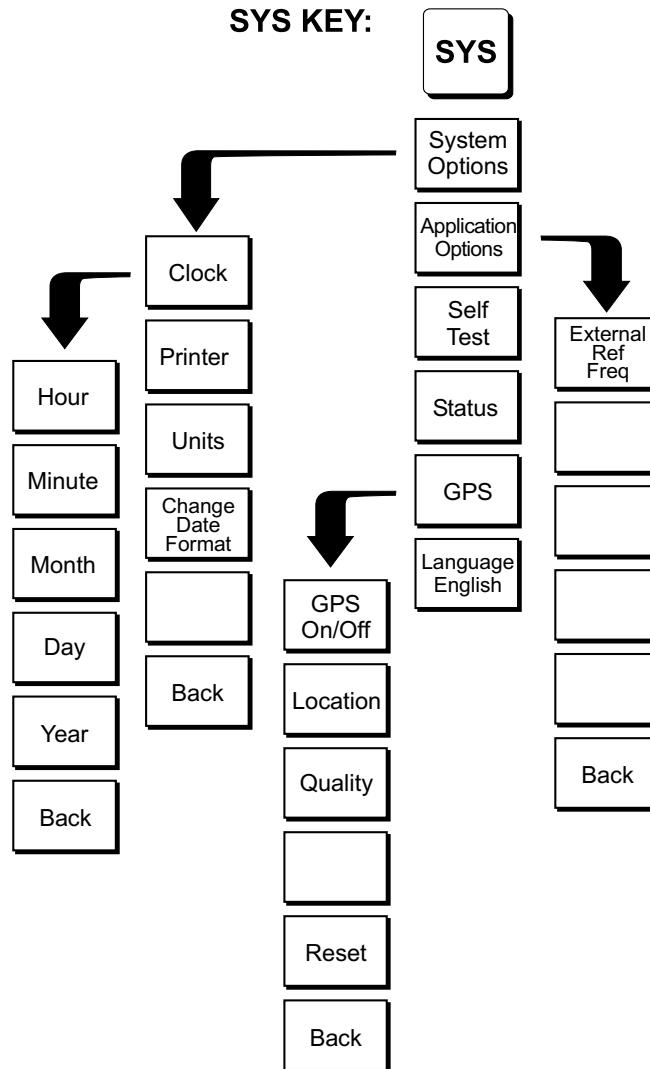 SYS KEY:
SYS
System
Options
Application
Options
Self
Test
Status
GPS
Language
English
Clock
Printer
Units
Change
Date
Format
Back
Hour
Minute
Month
Day
Year
Back
GPS
On/Off
Location
Quality
Reset
Back
External
Ref
Freq
Back